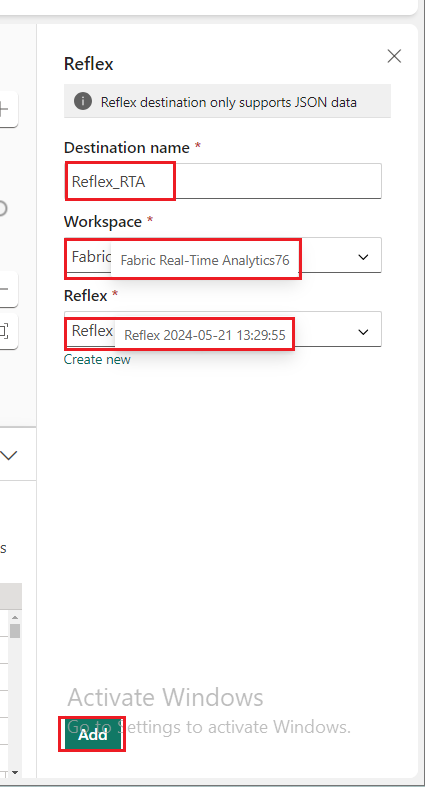 Reflex
Reflex destination only supports JSON data
Destination name *
Reflex_RTA
Workspace *
Fabric
Fabric Real-Time Analytics76
Reflex *
Reflex
Reflex 2024-05-21 13:29:55
Create new
s
Activate Windows
Go to Settings to activate Windows.
Add